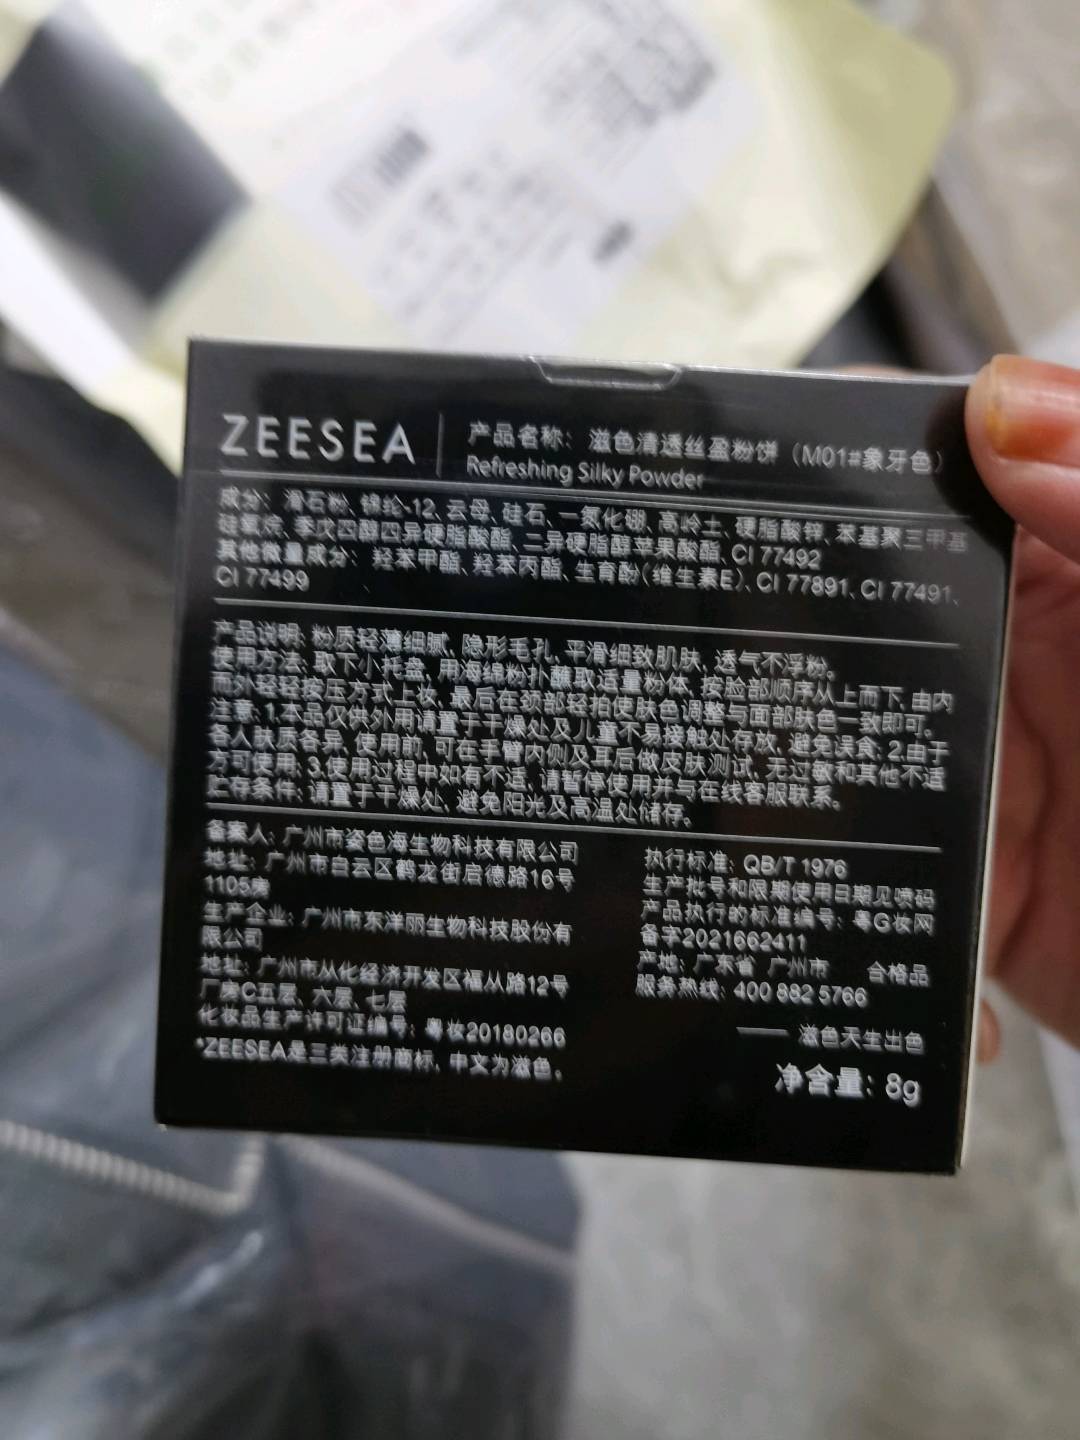 ZEESEA
产品名称：滋色清透丝盈粉饼（M01#象牙色）
Refreshing Silky Powder
成分：滑石粉、锦纶-12、云母、硅石、一氮化硼、高岭土、硬脂酸锌、苯基聚三甲基
硅氧烷、季戊四醇四异硬脂酸酯、二异硬脂醇苹果酸酯、CI 77492
其他微量成分：羟苯甲酯、羟苯丙酯、生育酚（维生素E）、CI 77891、CI 77491、
CI 77499
产品说明：粉质轻薄细腻，隐形毛孔，平滑细致肌肤，透气不浮粉。
使用方法：取下小托盘，用海绵粉扑蘸取适量粉体，按脸部顺序从上而下，由内
而外轻轻按压方式上妆，最后在颈部轻拍使肤色调整与面部肤色一致即可。
注意：1.本品仅供外用请置于干燥处及儿童不易接触处存放，避免误食；2.由于
各人肤质各异，使用前，可在手臂内侧及耳后做皮肤测试，无过敏和其他不适
方可使用；3.使用过程中如有不适，请暂停使用并与在线客服联系。
贮存条件：请置于干燥处，避免阳光及高温处储存。
备案人：广州市姿色海生物科技有限公司
地址：广州市白云区鹤龙街启德路16号
1105房
生产企业：广州市东洋丽生物科技股份有
限公司
地址：广州市从化经济开发区福从路12号
厂房C五层、六层、七层
化妆品生产许可证编号：粤妆20180266
*ZEESEA是三类注册商标，中文为滋色。
执行标准：QB/T 1976
生产批号和限期使用日期见喷码
产品执行的标准编号：粤G妆网
备字2021662411
产地：广东省 广州市 合格品
服务热线：400 882 5766
—— 滋色天生出色
净含量：8g